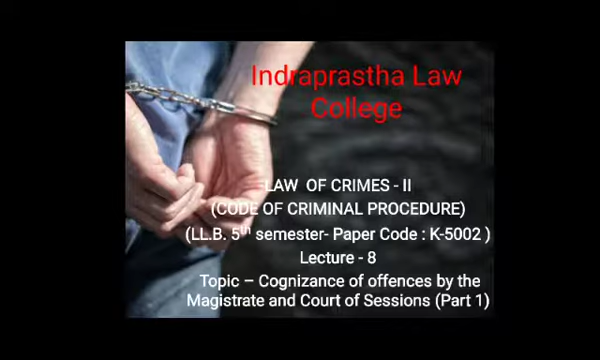 Indraprastha Law
College
LAW OF CRIMES - II
(CODE OF CRIMINAL PROCEDURE)
(LL.B. 5th semester- Paper Code : K-5002 )
Lecture - 8
Topic – Cognizance of offences by the
Magistrate and Court of Sessions (Part 1)